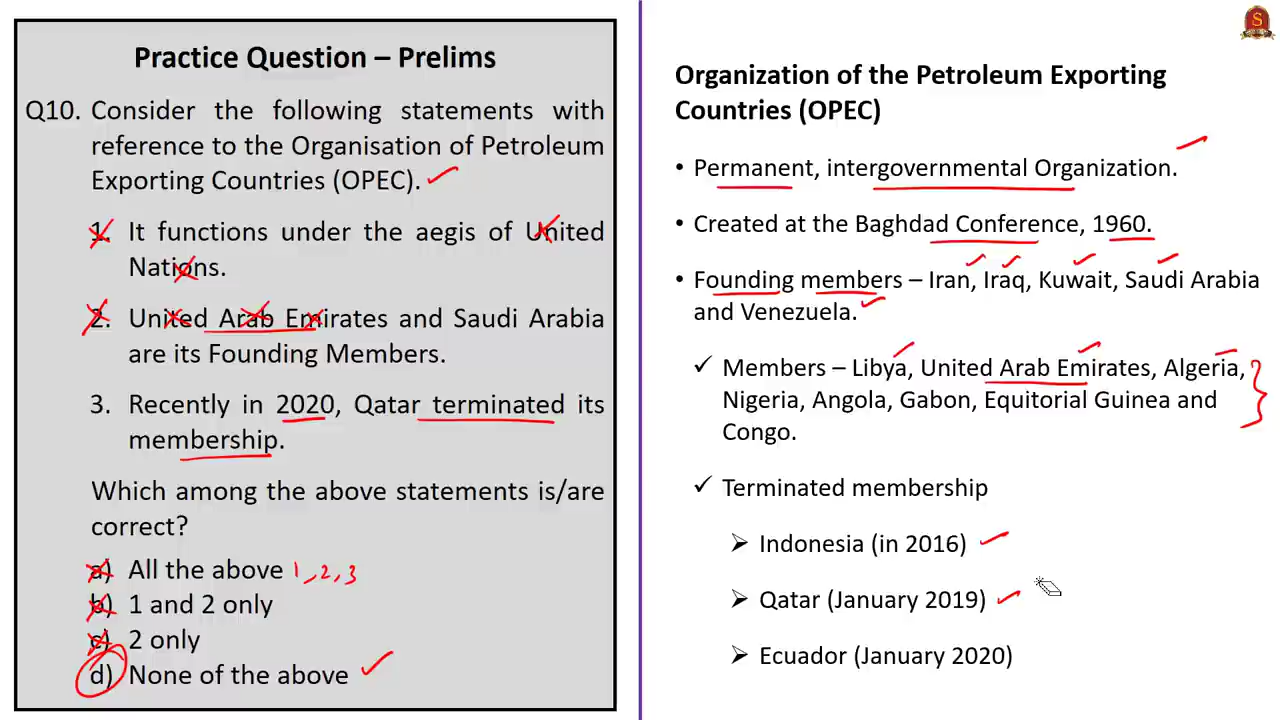 Practice Question – Prelims
Q10. Consider the following statements with
reference to the Organisation of Petroleum
Exporting Countries (OPEC).
1. It functions under the aegis of United
Nations.
2. United Arab Emirates and Saudi Arabia
are its Founding Members.
3. Recently in 2020, Qatar terminated its
membership.
Which among the above statements is/are
correct?
a) All the above 1, 2, 3
b) 1 and 2 only
c) 2 only
d) None of the above
S
Organization of the Petroleum Exporting
Countries (OPEC)
• Permanent, intergovernmental Organization.
• Created at the Baghdad Conference, 1960.
• Founding members – Iran, Iraq, Kuwait, Saudi Arabia
and Venezuela.
✓ Members – Libya, United Arab Emirates, Algeria,
Nigeria, Angola, Gabon, Equitorial Guinea and
Congo.
✓ Terminated membership
➢ Indonesia (in 2016)
➢ Qatar (January 2019)
➢ Ecuador (January 2020)